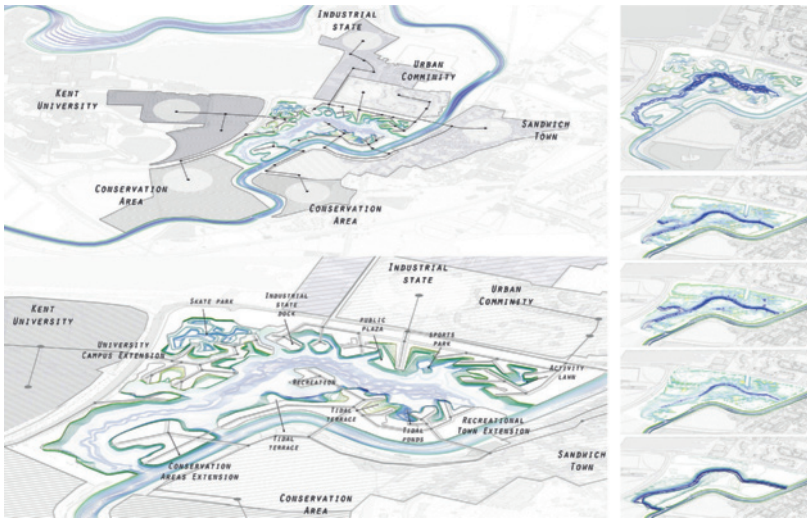 INDUSTRIAL
STATE
URBAN
COMMINITY
KENT
UNIVERSITY
SANDWICH
TOWN
CONSERVATION
AREA
CONSERVATION
AREA
INDUSTRIAL
STATE
URBAN
COMMINITY
KENT
UNIVERSITY
SKATE PARK
INDUSTRIAL
STATE
DOCK
PUBLIC
PLAZA
SPORTS
PARK
UNIVERSITY
CAMPUS EXTENSION
ACTIVITY
LAWN
RECREATION
TIDAL
TERRACE
TIDAL
PONDS
RECREATIONAL
TOWN EXTENSION
TIDAL
TERRACE
CONSERVATION
AREAS EXTENSION
SANDWICH
TOWN
CONSERVATION
AREA